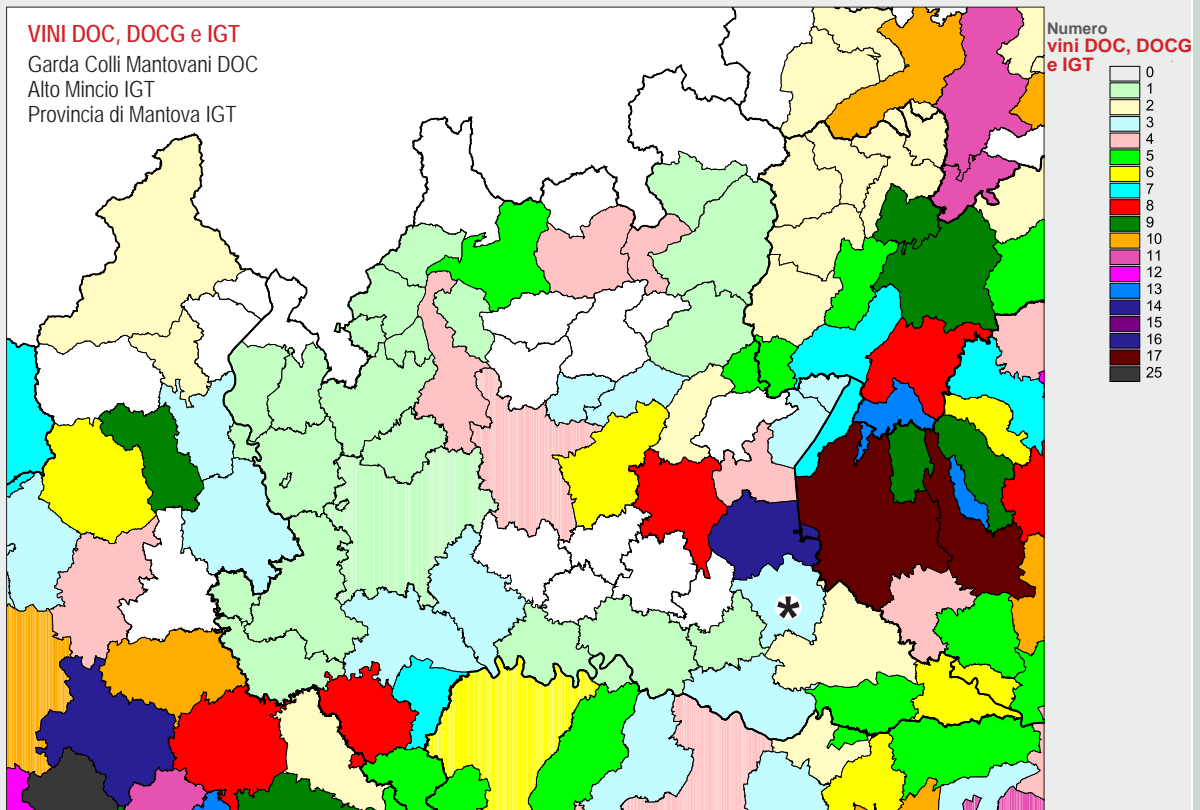 VINI DOC, DOCG e IGT
Garda Colli Mantovani DOC
Alto Mincio IGT
Provincia di Mantova IGT
Numero
vini DOC, DOCG
e IGT
0
1
2
3
4
5
6
7
8
9
10
11
12
13
14
15
16
17
25
*